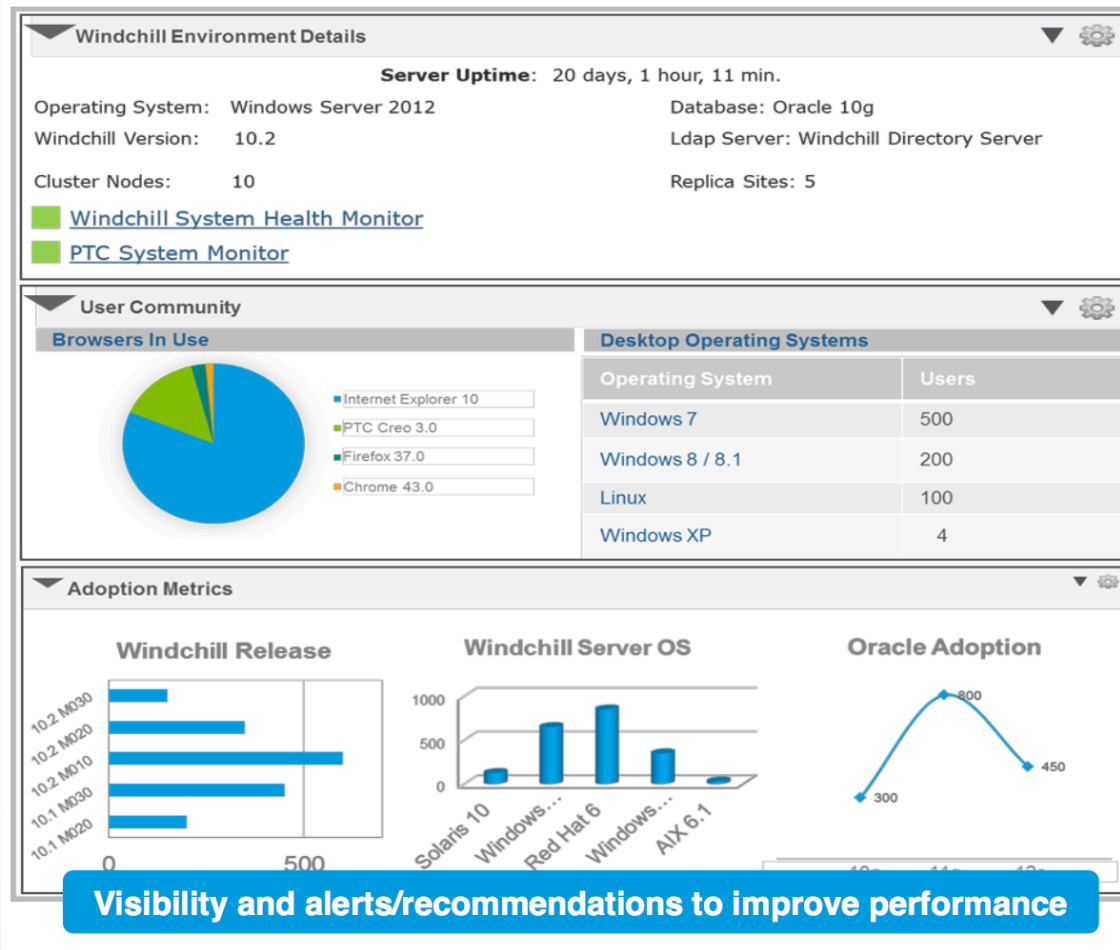 Windchill Environment Details
Server Uptime: 20 days, 1 hour, 11 min.
Operating System: Windows Server 2012
Database: Oracle 10g
Windchill Version: 10.2
Ldap Server: Windchill Directory Server
Cluster Nodes: 10
Replica Sites: 5
Windchill System Health Monitor
PTC System Monitor
User Community
Browsers In Use
Internet Explorer 10
PTC Creo 3.0
Firefox 37.0
Chrome 43.0
Desktop Operating Systems
Operating System Users
Windows 7 500
Windows 8 / 8.1 200
Linux 100
Windows XP 4
Adoption Metrics
Windchill Release
10.2 M030
10.2 M020
10.2 M010
10.1 M030
10.1 M020
0 500
Windchill Server OS
1000
500
0
Solaris 10
Windows...
Red Hat 6
Windows...
AIX 6.1
Oracle Adoption
800
450
300
Visibility and alerts/recommendations to improve performance